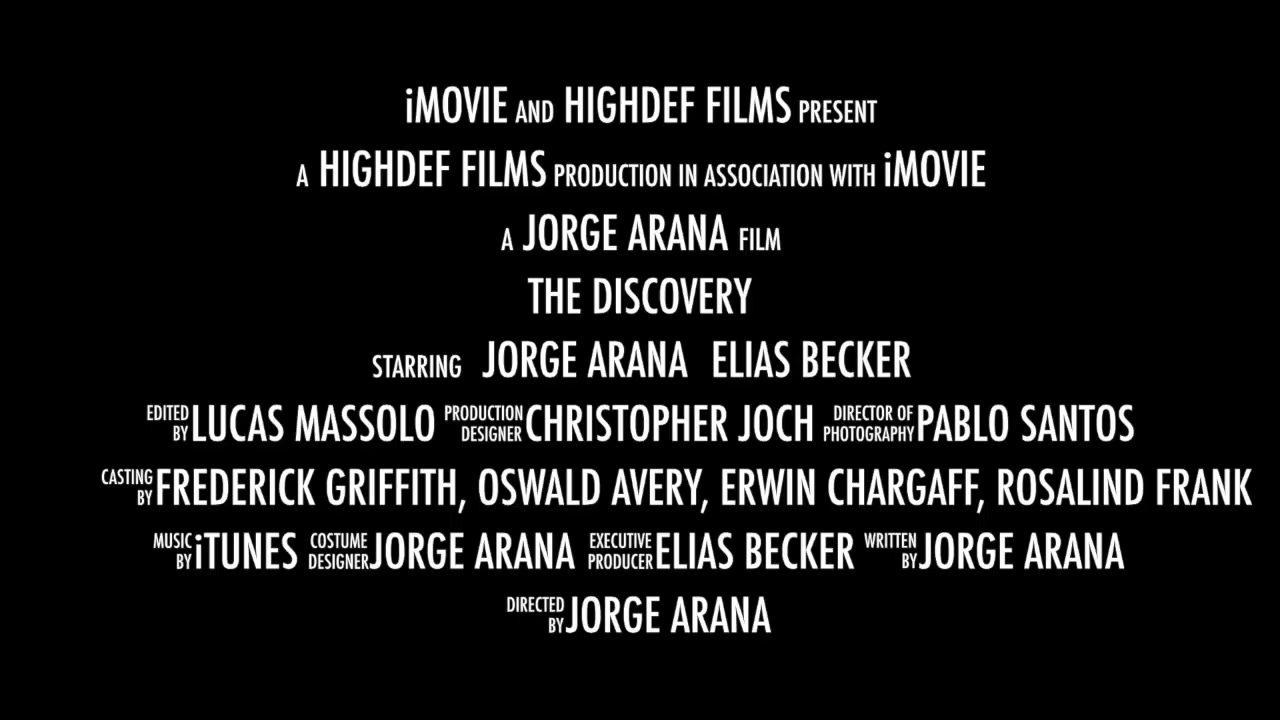 iMOVIE AND HIGHDEF FILMS PRESENT
A HIGHDEF FILMS PRODUCTION IN ASSOCIATION WITH iMOVIE
A JORGE ARANA FILM
THE DISCOVERY
STARRING JORGE ARANA ELIAS BECKER
EDITED BY LUCAS MASSOLO PRODUCTION DESIGNER CHRISTOPHER JOCH DIRECTOR OF PHOTOGRAPHY PABLO SANTOS
CASTING BY FREDERICK GRIFFITH, OSWALD AVERY, ERWIN CHARGAFF, ROSALIND FRANK
MUSIC BY iTUNES COSTUME DESIGNER JORGE ARANA EXECUTIVE PRODUCER ELIAS BECKER WRITTEN BY JORGE ARANA
DIRECTED BY JORGE ARANA